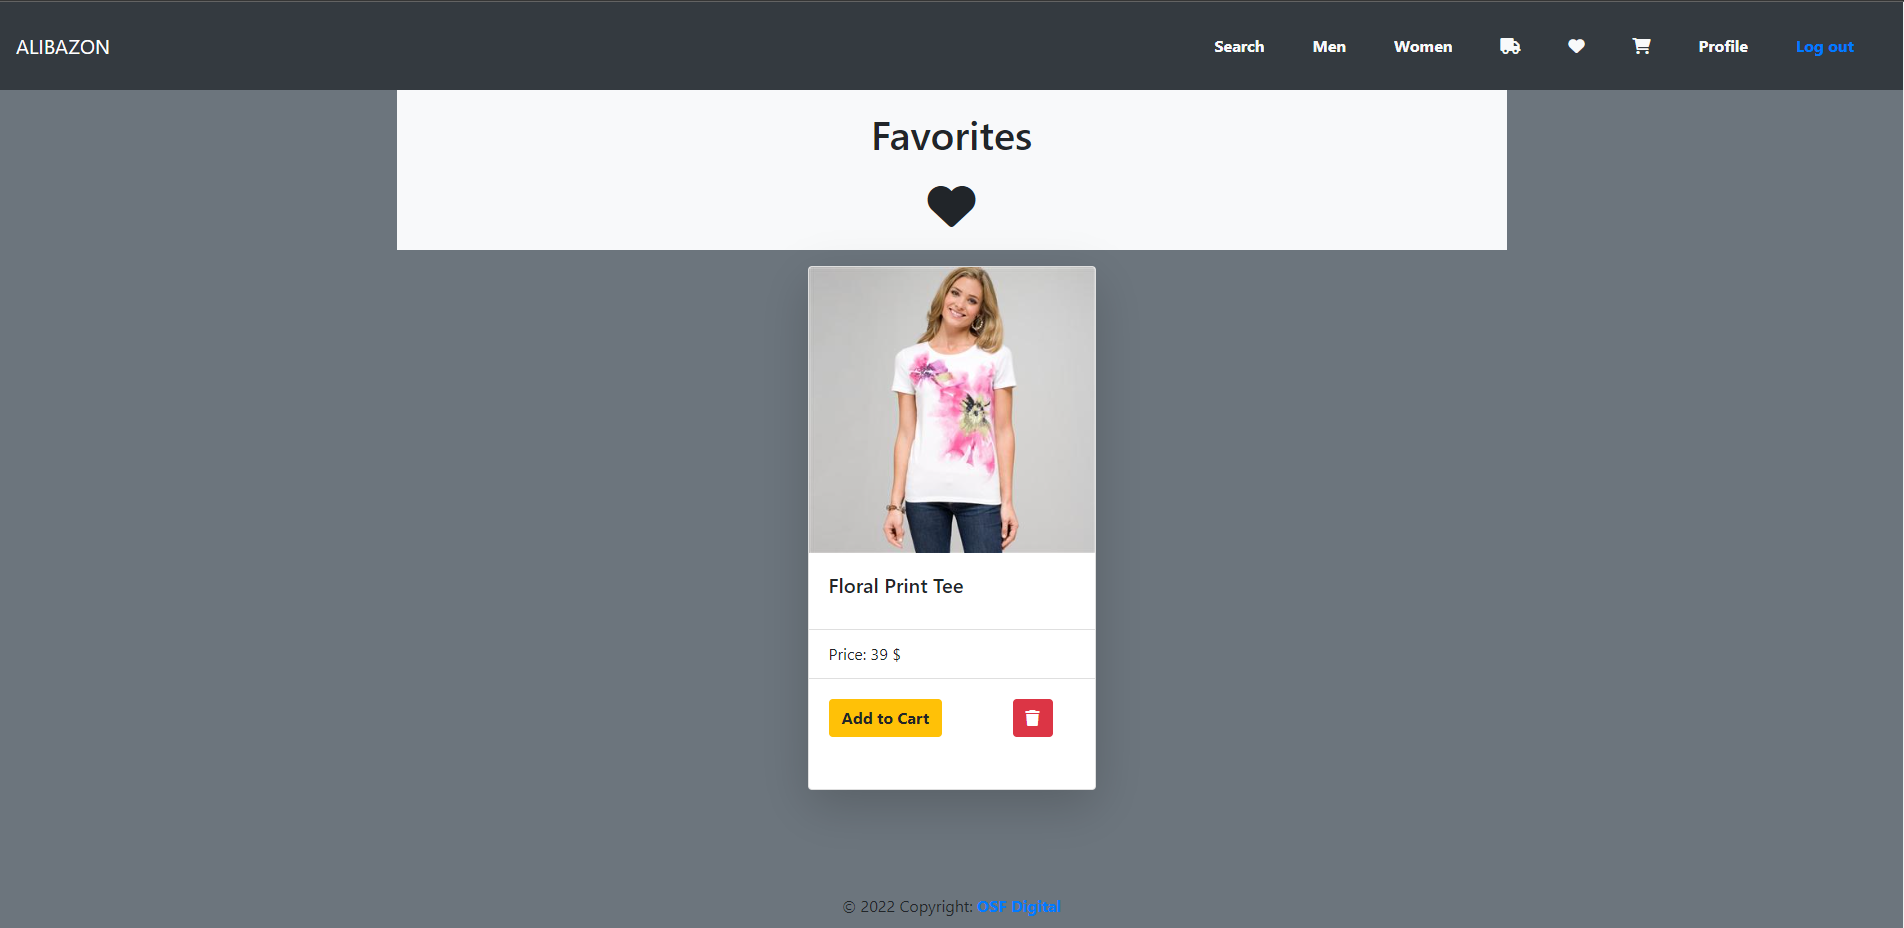 ALIBAZON
Search Men Women Profile Log out
Favorites
Floral Print Tee
Price: 39 $
Add to Cart
© 2022 Copyright: OSF Digital